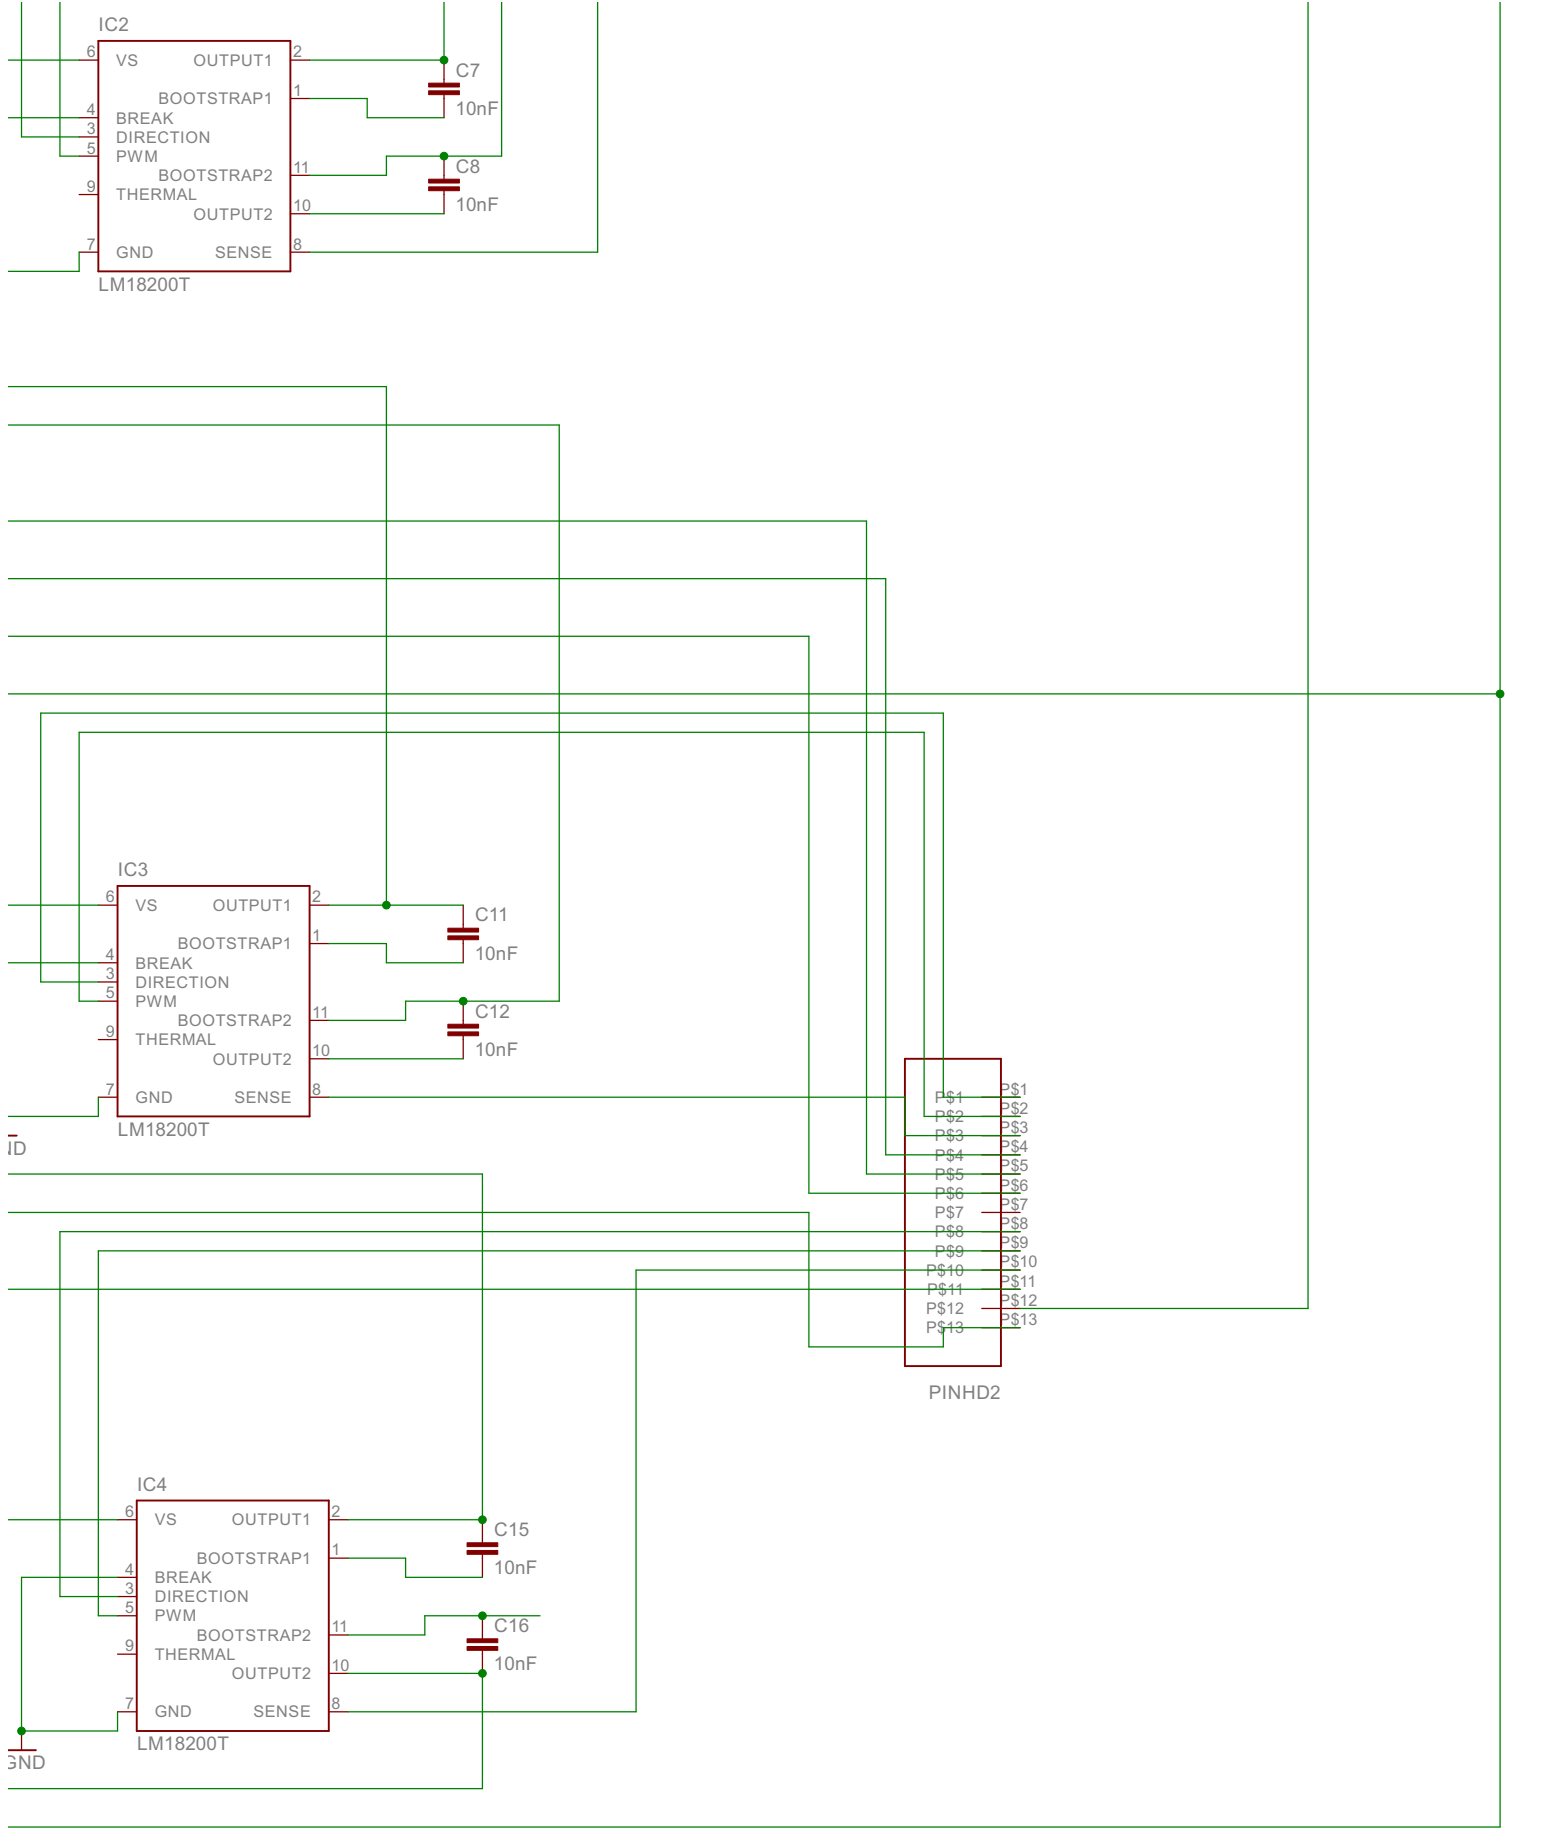 IC2
6 VS OUTPUT1 2
C7
BOOTSTRAP1 1
10nF
4 BREAK
3 DIRECTION
5 PWM
C8
BOOTSTRAP2 11
9 THERMAL
10nF
OUTPUT2 10
7 GND SENSE 8
LM18200T
IC3
6 VS OUTPUT1 2
C11
BOOTSTRAP1 1
10nF
4 BREAK
3 DIRECTION
5 PWM
C12
BOOTSTRAP2 11
9 THERMAL
10nF
OUTPUT2 10
7 GND SENSE 8
LM18200T
ND
P$1 P$1
P$2 P$2
P$3 P$3
P$4 P$4
P$5 P$5
P$6 P$6
P$7 P$7
P$8 P$8
P$9 P$9
P$10 P$10
P$11 P$11
P$12 P$12
P$13 P$13
PINHD2
IC4
6 VS OUTPUT1 2
C15
BOOTSTRAP1 1
10nF
4 BREAK
3 DIRECTION
5 PWM
C16
BOOTSTRAP2 11
9 THERMAL
10nF
OUTPUT2 10
7 GND SENSE 8
LM18200T
GND